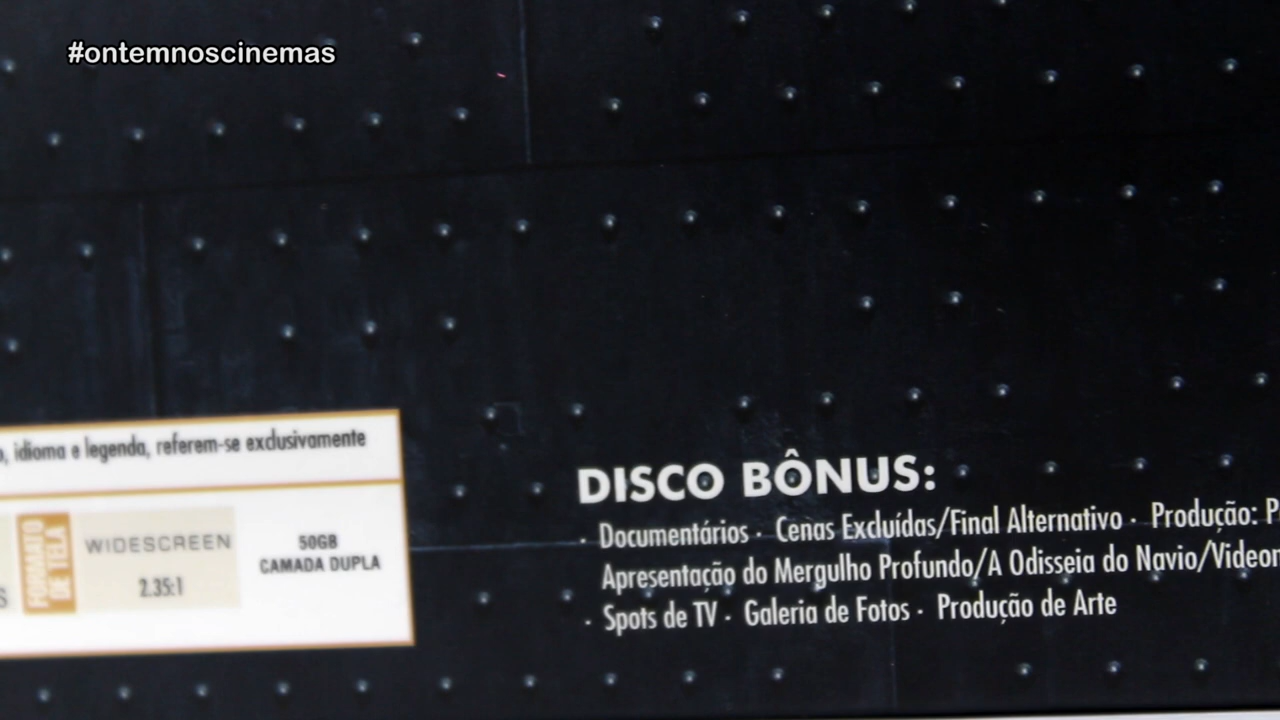 #ontemnoscinemas
, idioma e legenda, referem-se exclusivamente
FORMATO
DE TELA
WIDESCREEN
2.35:1
50GB
CAMADA DUPLA
DISCO BÔNUS:
· Documentários · Cenas Excluídas/Final Alternativo · Produção: P
Apresentação do Mergulho Profundo/A Odisseia do Navio/Videor
· Spots de TV · Galeria de Fotos · Produção de Arte